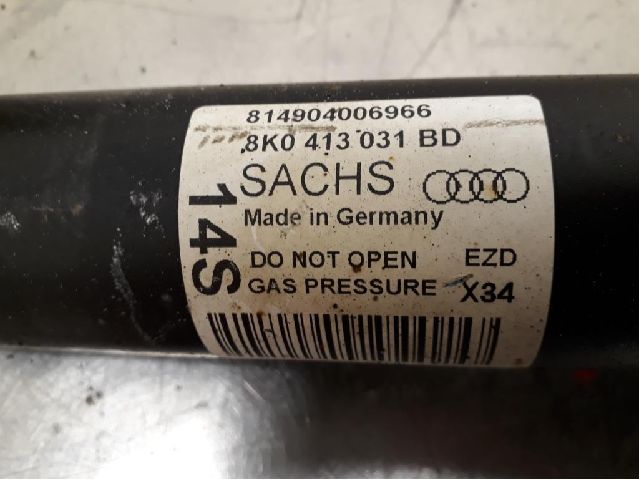 814904006966
8K0 413 031 BD
SACHS
Made in Germany
14S
DO NOT OPEN EZD
GAS PRESSURE X34